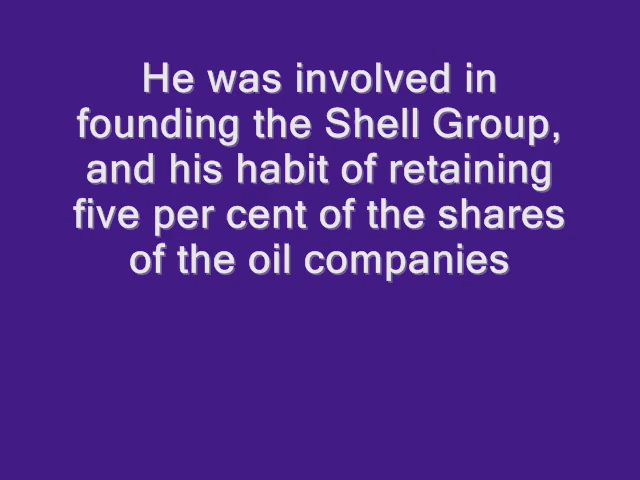 He was involved in
founding the Shell Group,
and his habit of retaining
five per cent of the shares
of the oil companies